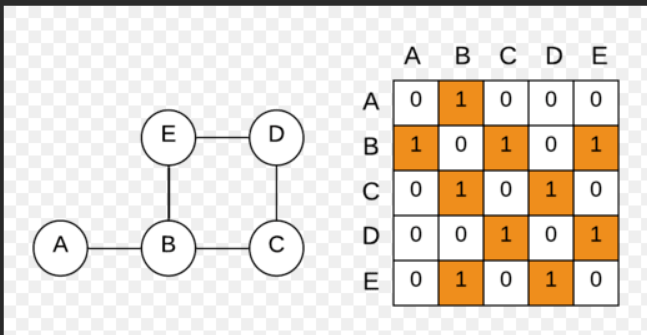 E D
A B C
A B C D E
A 0 1 0 0 0
B 1 0 1 0 1
C 0 1 0 1 0
D 0 0 1 0 1
E 0 1 0 1 0